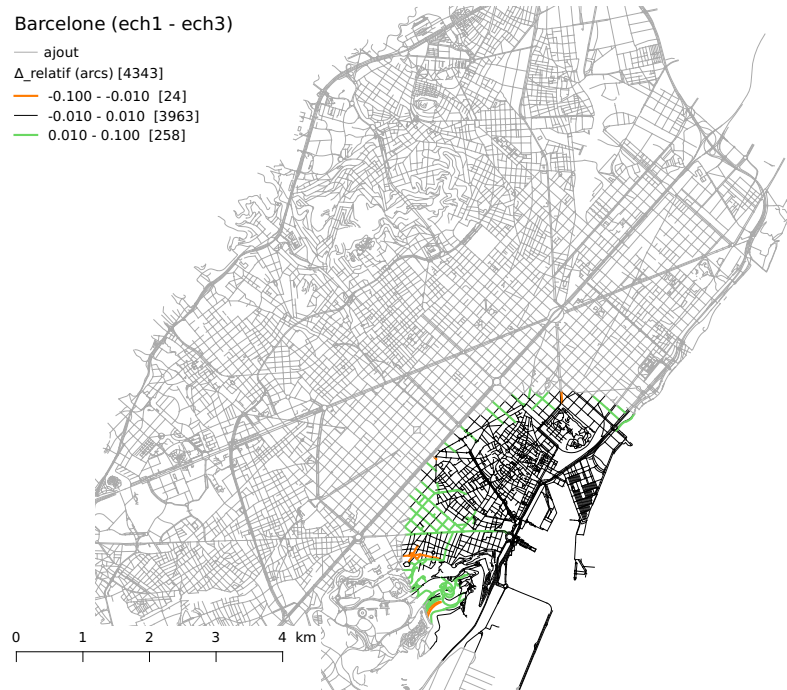 Barcelone (ech1 - ech3)
ajout
Δ_relatif (arcs) [4343]
-0.100 - -0.010 [24]
-0.010 - 0.010 [3963]
0.010 - 0.100 [258]
0 1 2 3 4 km